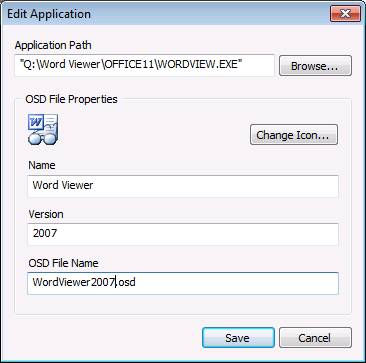 Edit Application
Application Path
"Q:\Word Viewer\OFFICE11\WORDVIEW.EXE"
Browse...
OSD File Properties
Change Icon...
Name
Word Viewer
Version
2007
OSD File Name
WordViewer2007.osd
Save
Cancel